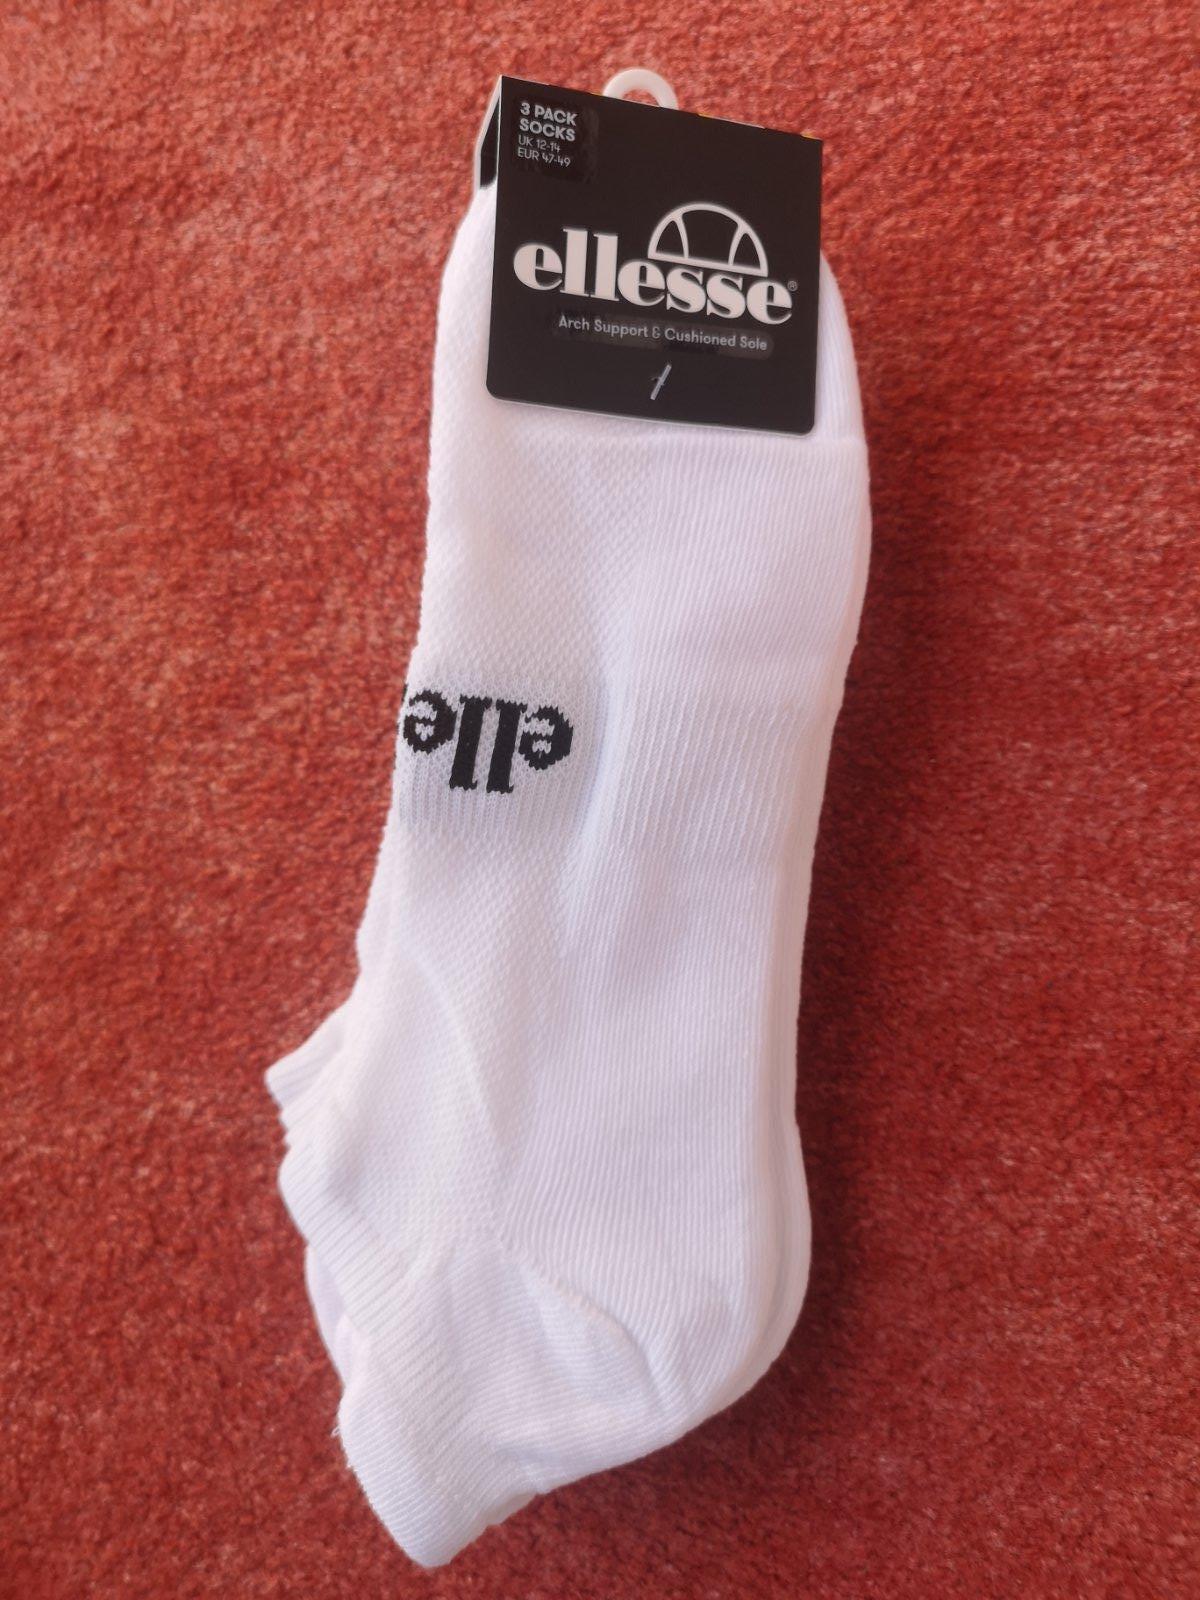 3 PACK
SOCKS
UK 12-14
EUR 47-49
ellesse®
Arch Support & Cushioned Sole
elle